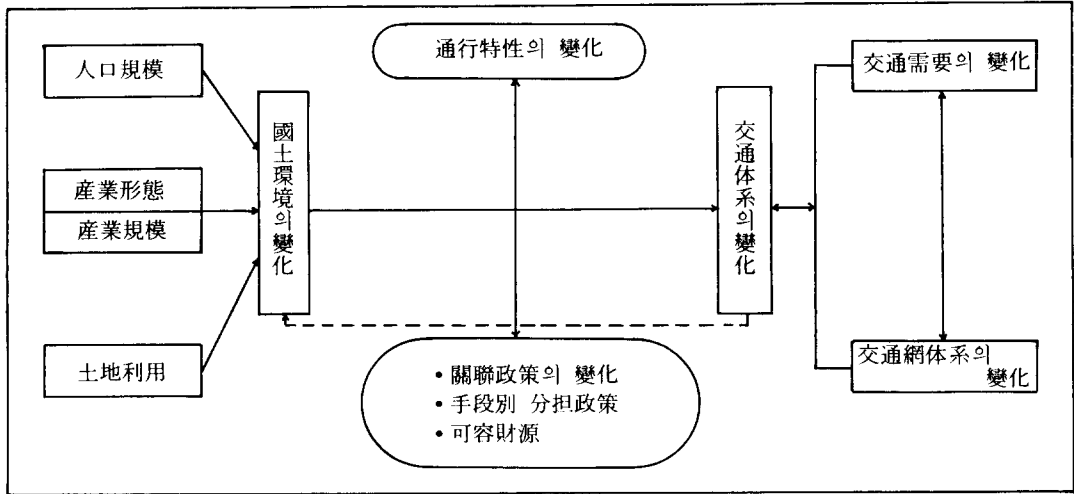 人口規模
産業形態
産業規模
土地利用
國土環境의變化
通行特性의 變化
• 關聯政策의 變化
• 手段別 分担政策
• 可容財源
交通体系의變化
交通需要의 變化
交通網体系의
變化